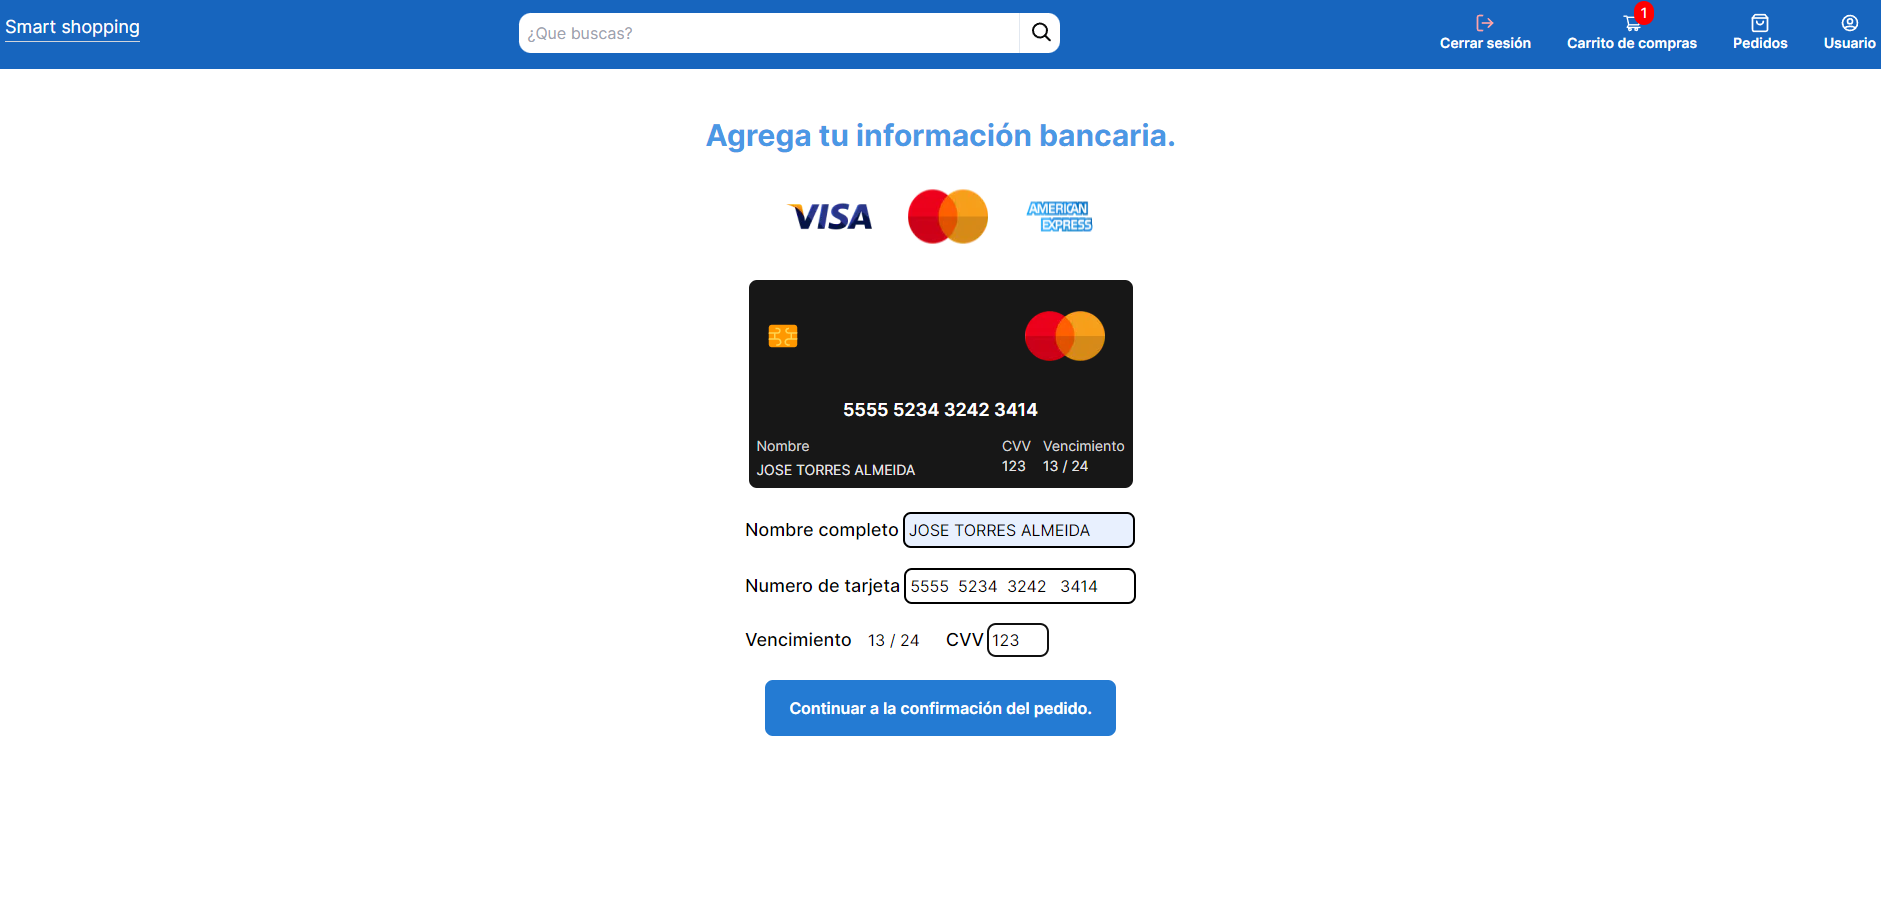 Smart shopping
¿Que buscas?
Cerrar sesión
1
Carrito de compras
Pedidos
Usuario
Agrega tu información bancaria.
VISA
AMERICAN
EXPRESS
5555 5234 3242 3414
Nombre CVV Vencimiento
JOSE TORRES ALMEIDA 123 13 / 24
Nombre completo JOSE TORRES ALMEIDA
Numero de tarjeta 5555 5234 3242 3414
Vencimiento 13 / 24 CVV 123
Continuar a la confirmación del pedido.